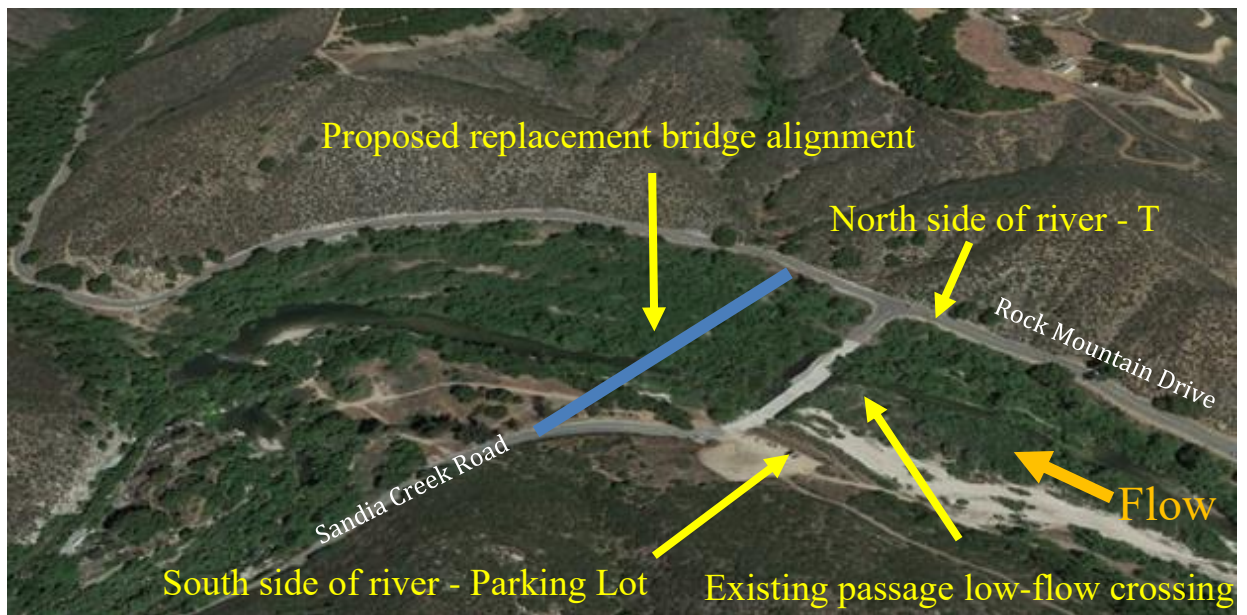 Proposed replacement bridge alignment
North side of river - T
Rock Mountain Drive
Sandia Creek Road
Flow
South side of river - Parking Lot
Existing passage low-flow crossing